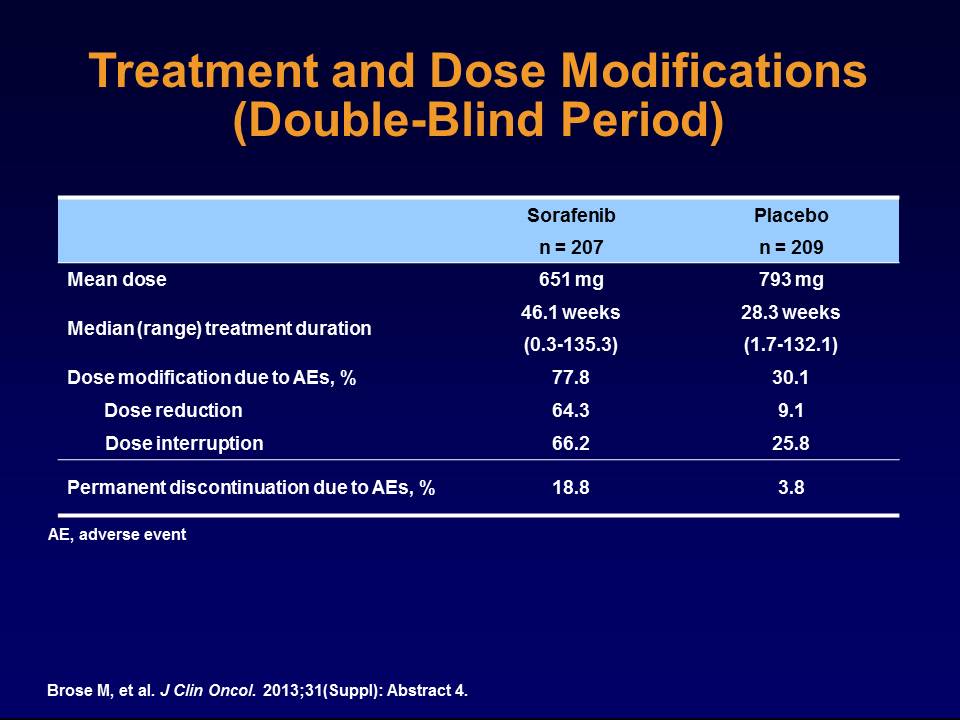 Treatment and Dose Modifications
(Double-Blind Period)
Sorafenib Placebo
n = 207 n = 209
Mean dose 651 mg 793 mg
Median (range) treatment duration 46.1 weeks 28.3 weeks
(0.3-135.3) (1.7-132.1)
Dose modification due to AEs, % 77.8 30.1
Dose reduction 64.3 9.1
Dose interruption 66.2 25.8
Permanent discontinuation due to AEs, % 18.8 3.8
AE, adverse event
Brose M, et al. J Clin Oncol. 2013;31(Suppl): Abstract 4.